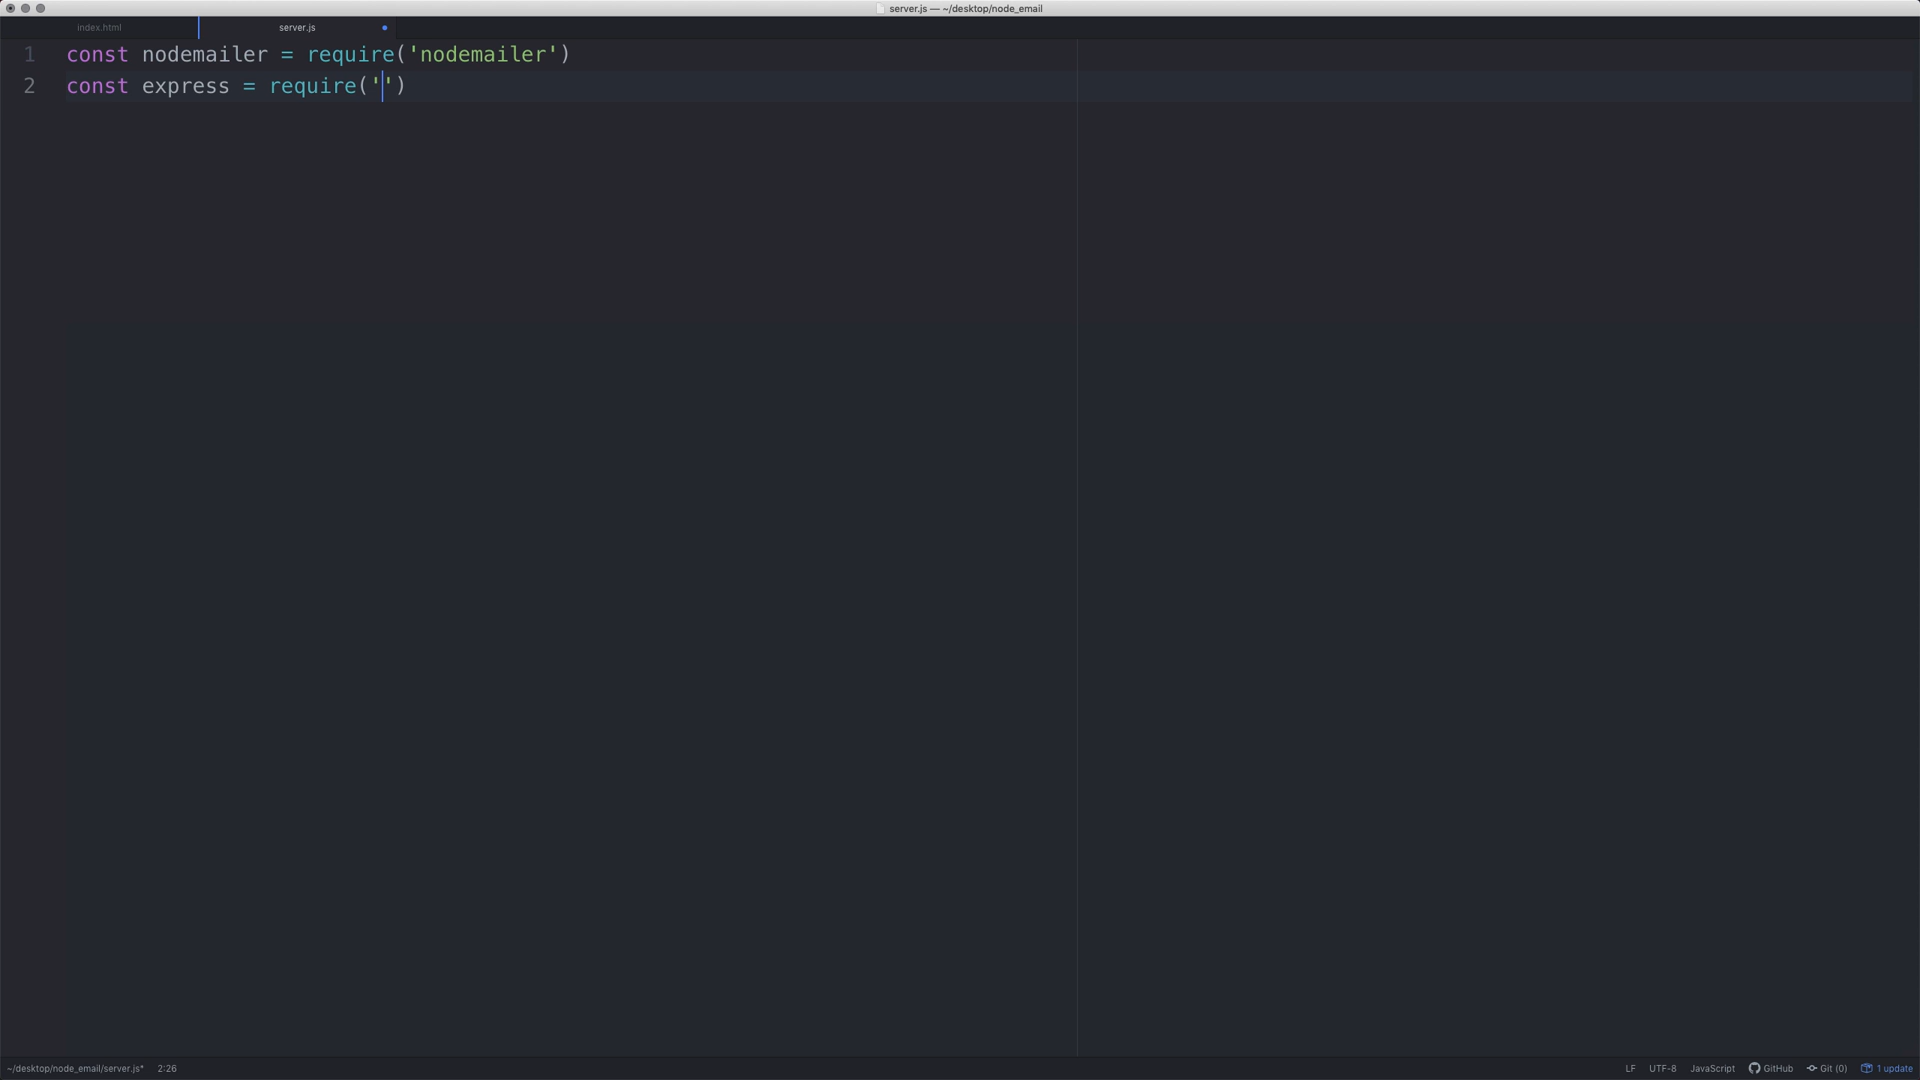 server.js — ~/desktop/node_email
index.html
server.js
1 const nodemailer = require('nodemailer')
2 const express = require('')
~/desktop/node_email/server.js* 2:26
LF UTF-8 JavaScript GitHub Git (0) 1 update